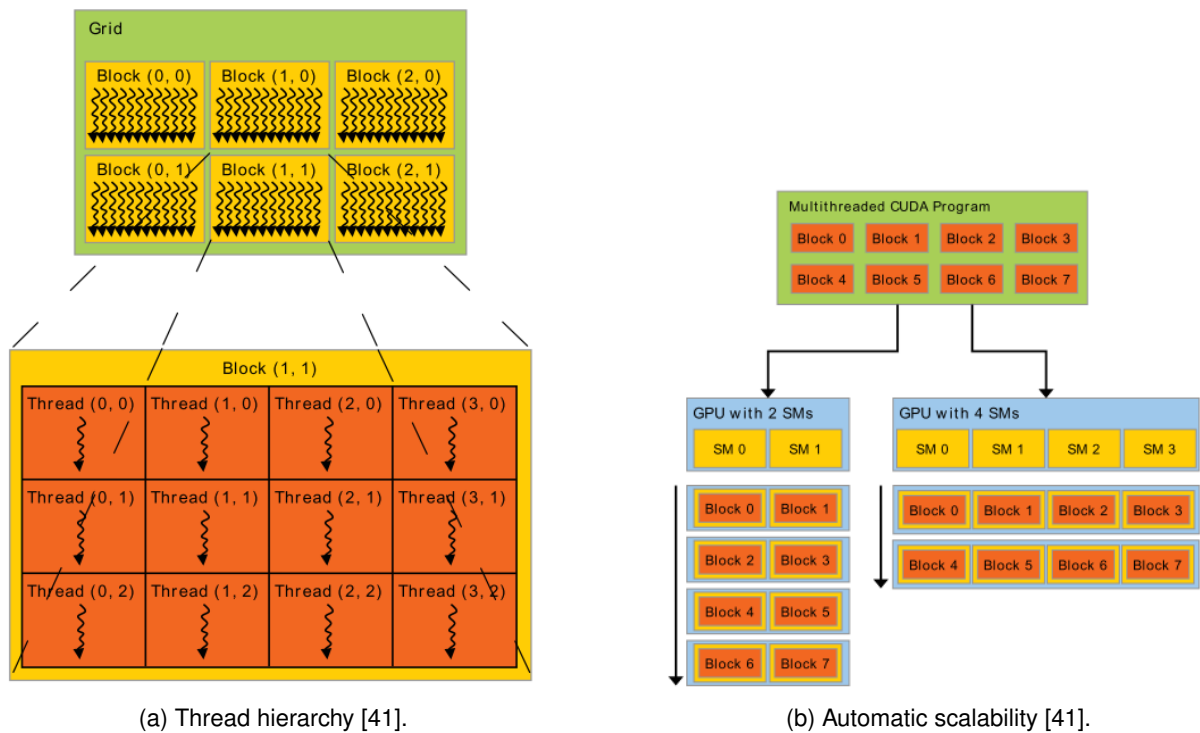 Grid
Block (0, 0) Block (1, 0) Block (2, 0)
Block (0, 1) Block (1, 1) Block (2, 1)
Block (1, 1)
Thread (0, 0) Thread (1, 0) Thread (2, 0) Thread (3, 0)
Thread (0, 1) Thread (1, 1) Thread (2, 1) Thread (3, 1)
Thread (0, 2) Thread (1, 2) Thread (2, 2) Thread (3, 2)
(a) Thread hierarchy [41].
Multithreaded CUDA Program
Block 0 Block 1 Block 2 Block 3
Block 4 Block 5 Block 6 Block 7
GPU with 2 SMs
SM 0 SM 1
Block 0 Block 1
Block 2 Block 3
Block 4 Block 5
Block 6 Block 7
GPU with 4 SMs
SM 0 SM 1 SM 2 SM 3
Block 0 Block 1 Block 2 Block 3
Block 4 Block 5 Block 6 Block 7
(b) Automatic scalability [41].